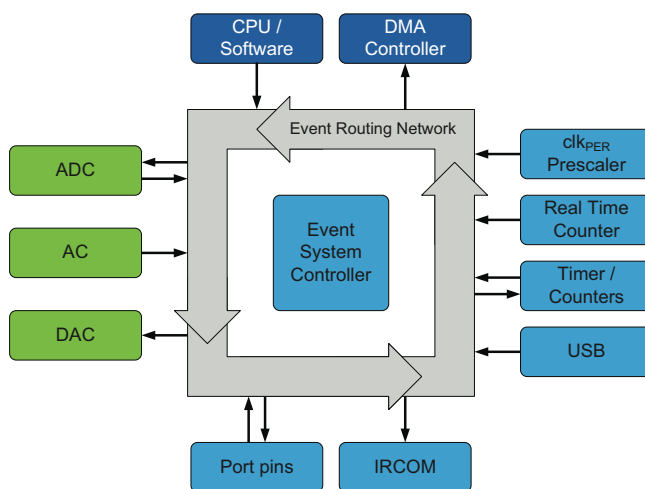 CPU /
Software
DMA
Controller
Event Routing Network
ADC
clkPER
Prescaler
AC
Event
System
Controller
Real Time
Counter
Timer /
Counters
DAC
USB
Port pins
IRCOM